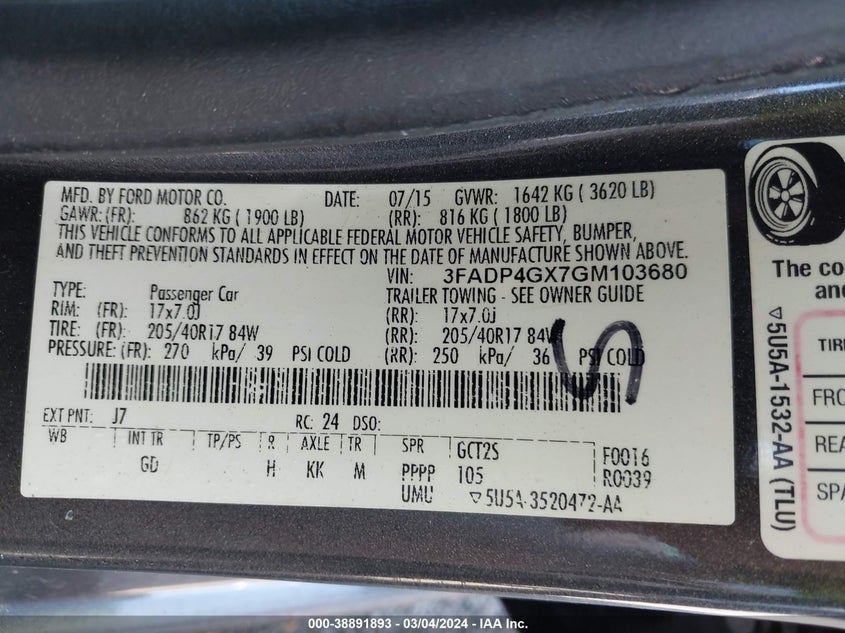 MFD. BY FORD MOTOR CO. DATE: 07/15 GVWR: 1642 KG ( 3620 LB)
GAWR: (FR): 862 KG ( 1900 LB) (RR): 816 KG ( 1800 LB)
THIS VEHICLE CONFORMS TO ALL APPLICABLE FEDERAL MOTOR VEHICLE SAFETY, BUMPER,
AND THEFT PREVENTION STANDARDS IN EFFECT ON THE DATE OF MANUFACTURE SHOWN ABOVE.
VIN: 3FADP4GX7GM103680
TYPE: Passenger Car TRAILER TOWING - SEE OWNER GUIDE
RIM: (FR): 17x7.0J (RR): 17x7.0J
TIRE: (FR): 205/40R17 84W (RR): 205/40R17 84W
PRESSURE: (FR): 270 kPa/ 39 PSI COLD (RR): 250 kPa/ 36 PSI COLD
S
EXT PNT: J7 RC: 24 DSO:
WB INT TR TP/PS R AXLE TR SPR GCT2S F0016
GD H KK M PPPP 105 R0039
UMU ▽5U5A-3520472-AA
▽5U5A-1532-AA (TLU)
The co
an
TIRE
FRO
REA
SPA
000-38891893 - 03/04/2024 - IAA Inc.